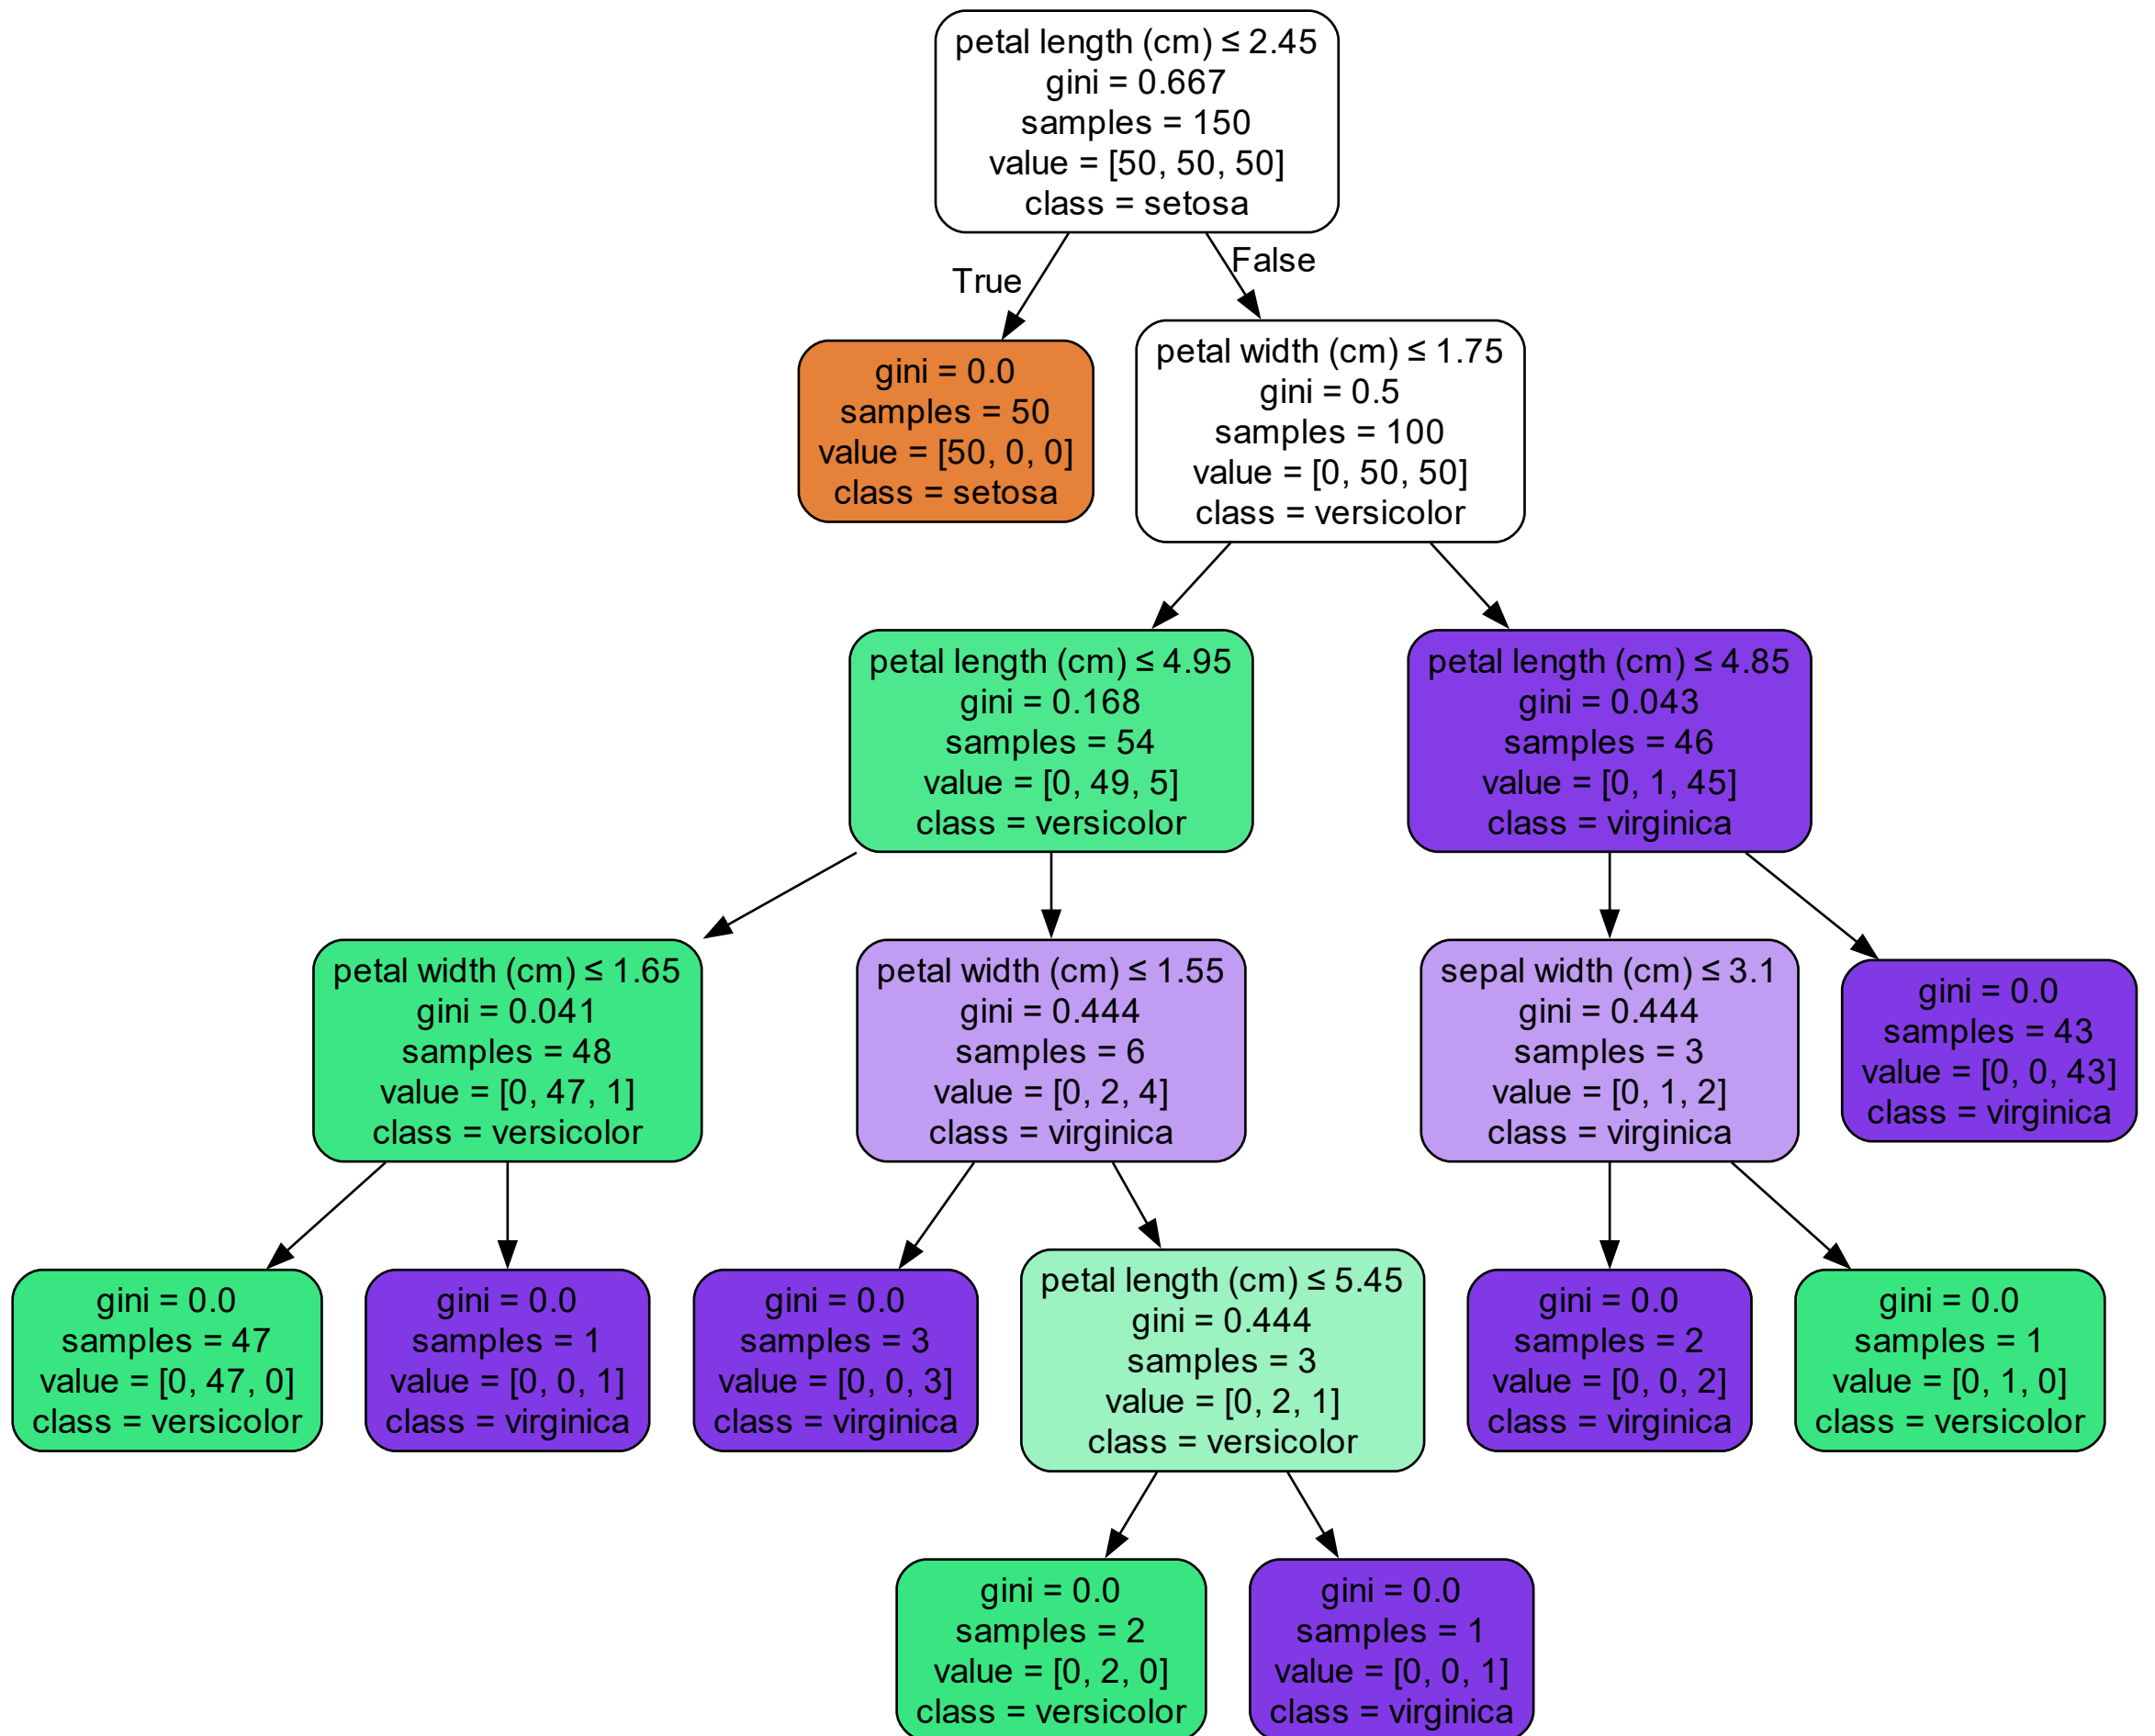 petal length (cm) ≤ 2.45
gini = 0.667
samples = 150
value = [50, 50, 50]
class = setosa
True
False
gini = 0.0
samples = 50
value = [50, 0, 0]
class = setosa
petal width (cm) ≤ 1.75
gini = 0.5
samples = 100
value = [0, 50, 50]
class = versicolor
petal length (cm) ≤ 4.95
gini = 0.168
samples = 54
value = [0, 49, 5]
class = versicolor
petal length (cm) ≤ 4.85
gini = 0.043
samples = 46
value = [0, 1, 45]
class = virginica
petal width (cm) ≤ 1.65
gini = 0.041
samples = 48
value = [0, 47, 1]
class = versicolor
petal width (cm) ≤ 1.55
gini = 0.444
samples = 6
value = [0, 2, 4]
class = virginica
sepal width (cm) ≤ 3.1
gini = 0.444
samples = 3
value = [0, 1, 2]
class = virginica
gini = 0.0
samples = 43
value = [0, 0, 43]
class = virginica
gini = 0.0
samples = 47
value = [0, 47, 0]
class = versicolor
gini = 0.0
samples = 1
value = [0, 0, 1]
class = virginica
gini = 0.0
samples = 3
value = [0, 0, 3]
class = virginica
petal length (cm) ≤ 5.45
gini = 0.444
samples = 3
value = [0, 2, 1]
class = versicolor
gini = 0.0
samples = 2
value = [0, 0, 2]
class = virginica
gini = 0.0
samples = 1
value = [0, 1, 0]
class = versicolor
gini = 0.0
samples = 2
value = [0, 2, 0]
class = versicolor
gini = 0.0
samples = 1
value = [0, 0, 1]
class = virginica